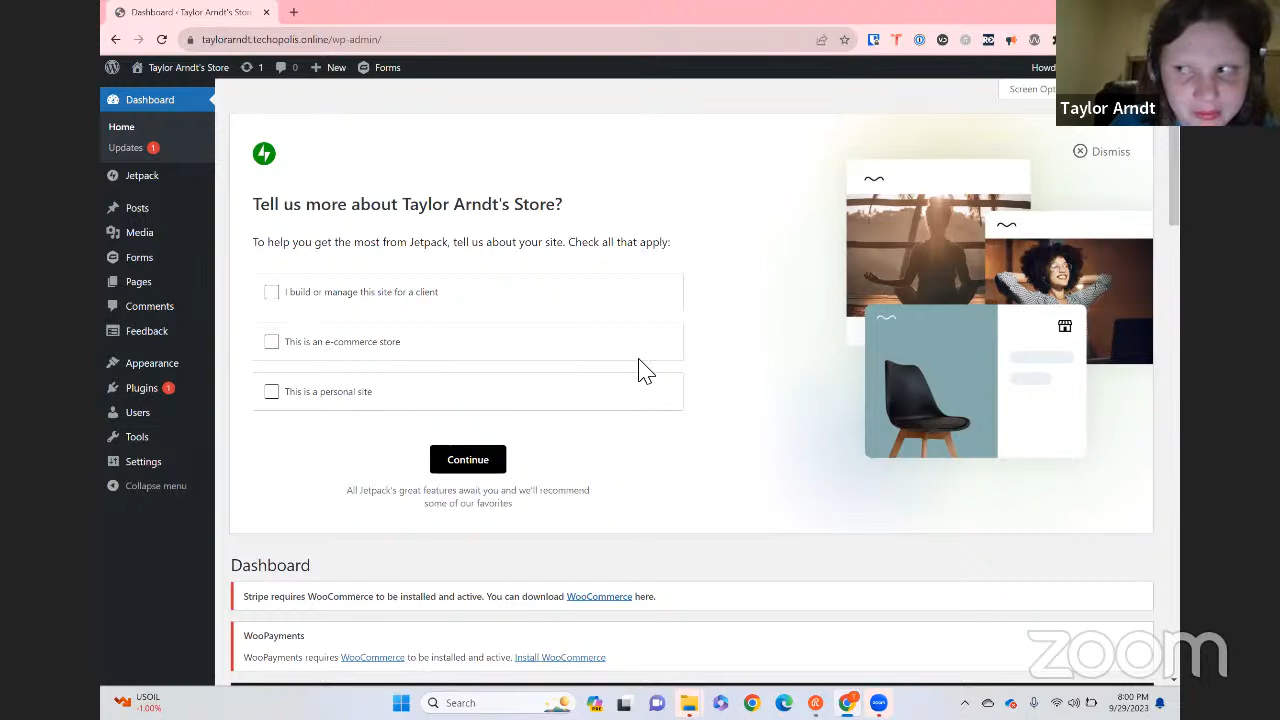 Dashboard ‹ Taylor Arndt's Store
taylorarndt.techopolis.online/wp-admin/
Taylor Arndt's Store
1
0
New
Forms
Howd
Taylor Arndt
Screen Opt
Dashboard
Home
Updates 1
Jetpack
Posts
Media
Forms
Pages
Comments
Feedback
Appearance
Plugins 1
Users
Tools
Settings
Collapse menu
Dismiss
Tell us more about Taylor Arndt's Store?
To help you get the most from Jetpack, tell us about your site. Check all that apply:
I build or manage this site for a client
This is an e-commerce store
This is a personal site
Continue
All Jetpack's great features await you and we'll recommend
some of our favorites
Dashboard
Stripe requires WooCommerce to be installed and active. You can download WooCommerce here.
WooPayments
WooPayments requires WooCommerce to be installed and active. Install WooCommerce
zoom
USOIL
-1.00%
Search
PRE
zoom
8:00 PM
9/29/2023